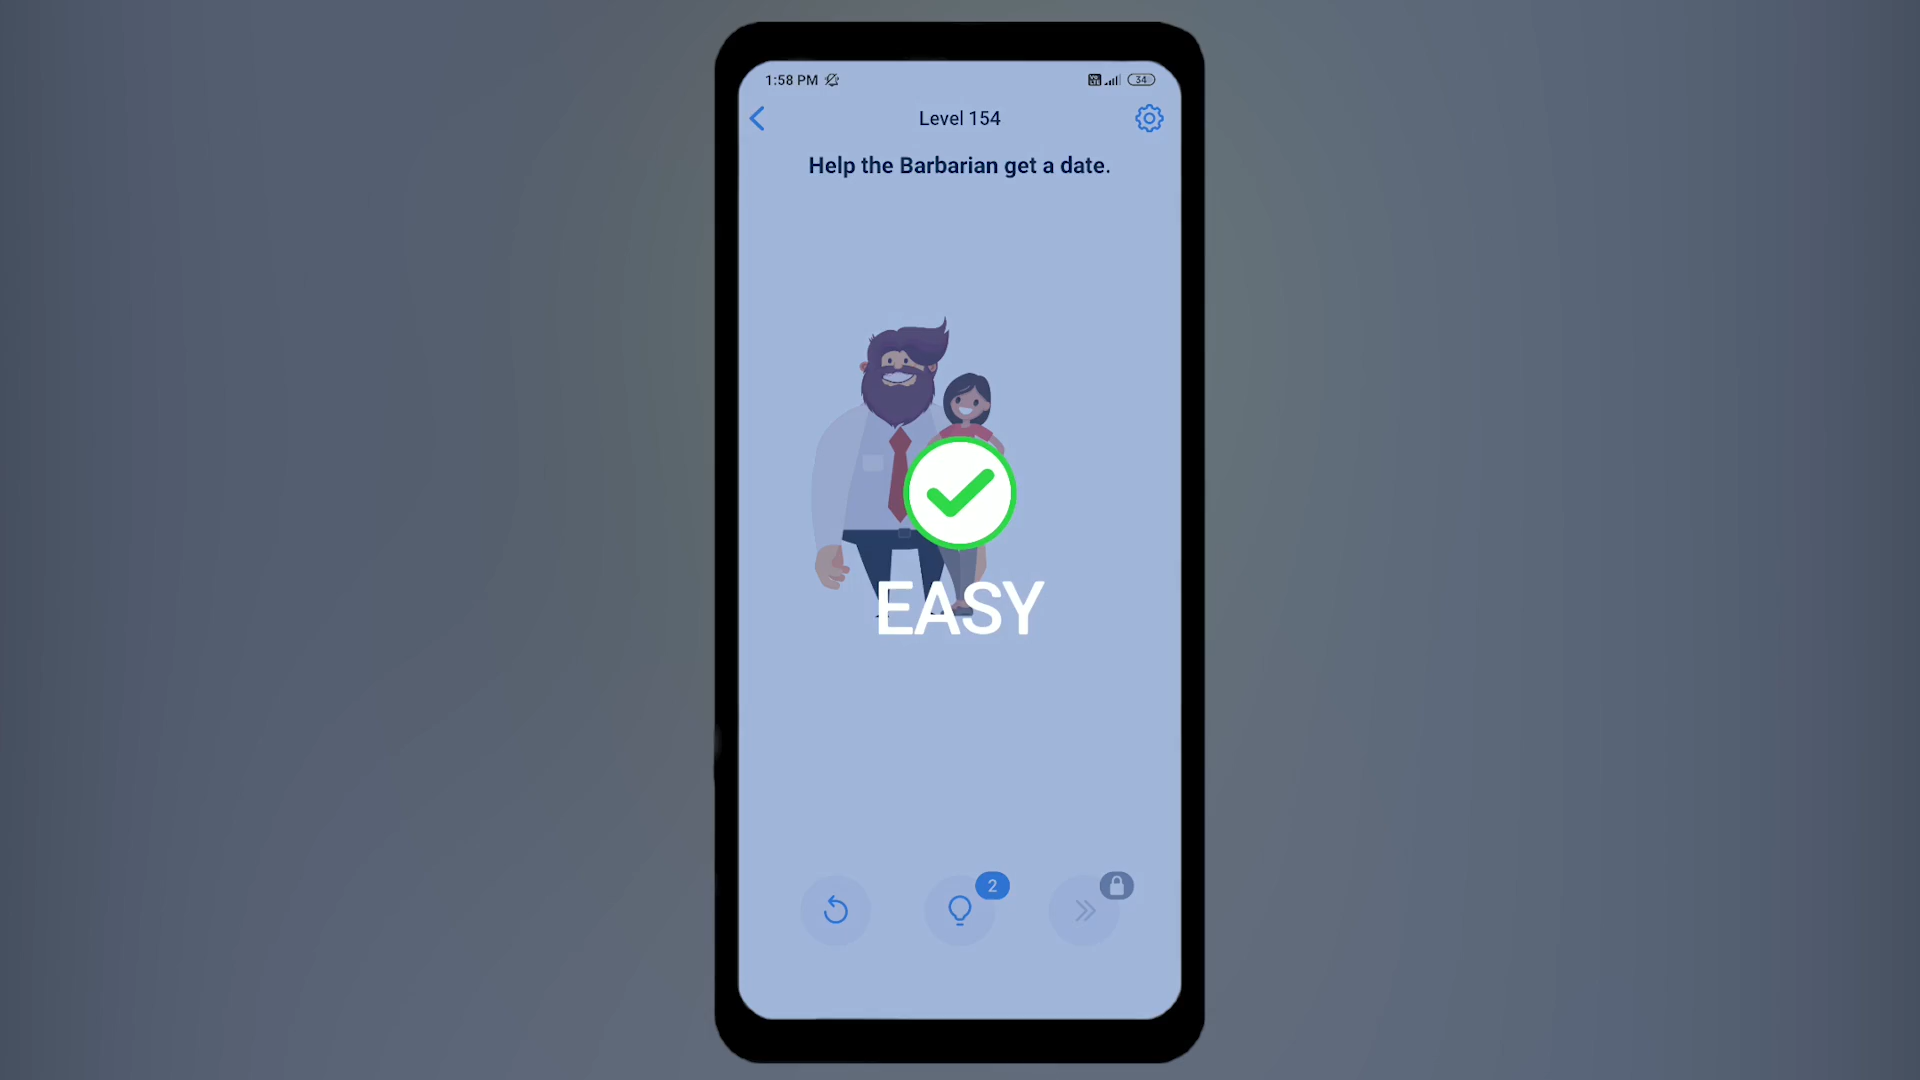 1:58 PM
34
Level 154
Help the Barbarian get a date.
EASY
2